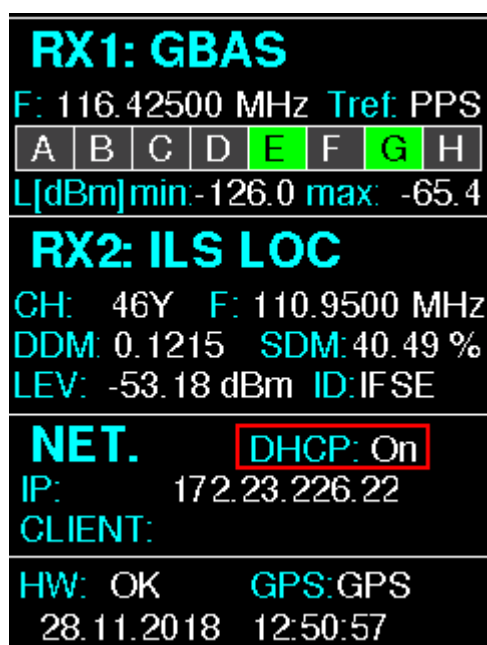 RX1: GBAS
F: 116.42500 MHz Tref: PPS
A B C D E F G H
L[dBm] min:-126.0 max: -65.4
RX2: ILS LOC
CH: 46Y F: 110.9500 MHz
DDM: 0.1215 SDM: 40.49 %
LEV: -53.18 dBm ID:IFSE
NET. DHCP: On
IP: 172.23.226.22
CLIENT:
HW: OK GPS:GPS
28.11.2018 12:50:57